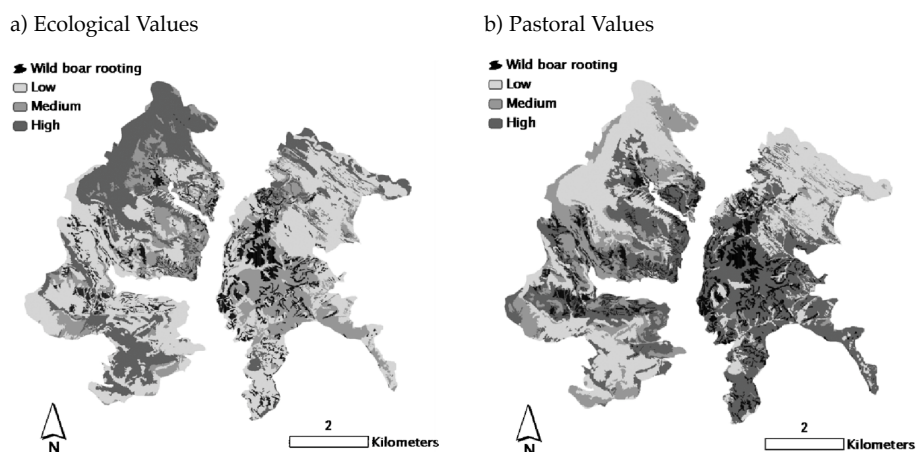 a) Ecological Values
Wild boar rooting
Low
Medium
High
N
2
Kilometers
b) Pastoral Values
Wild boar rooting
Low
Medium
High
N
2
Kilometers